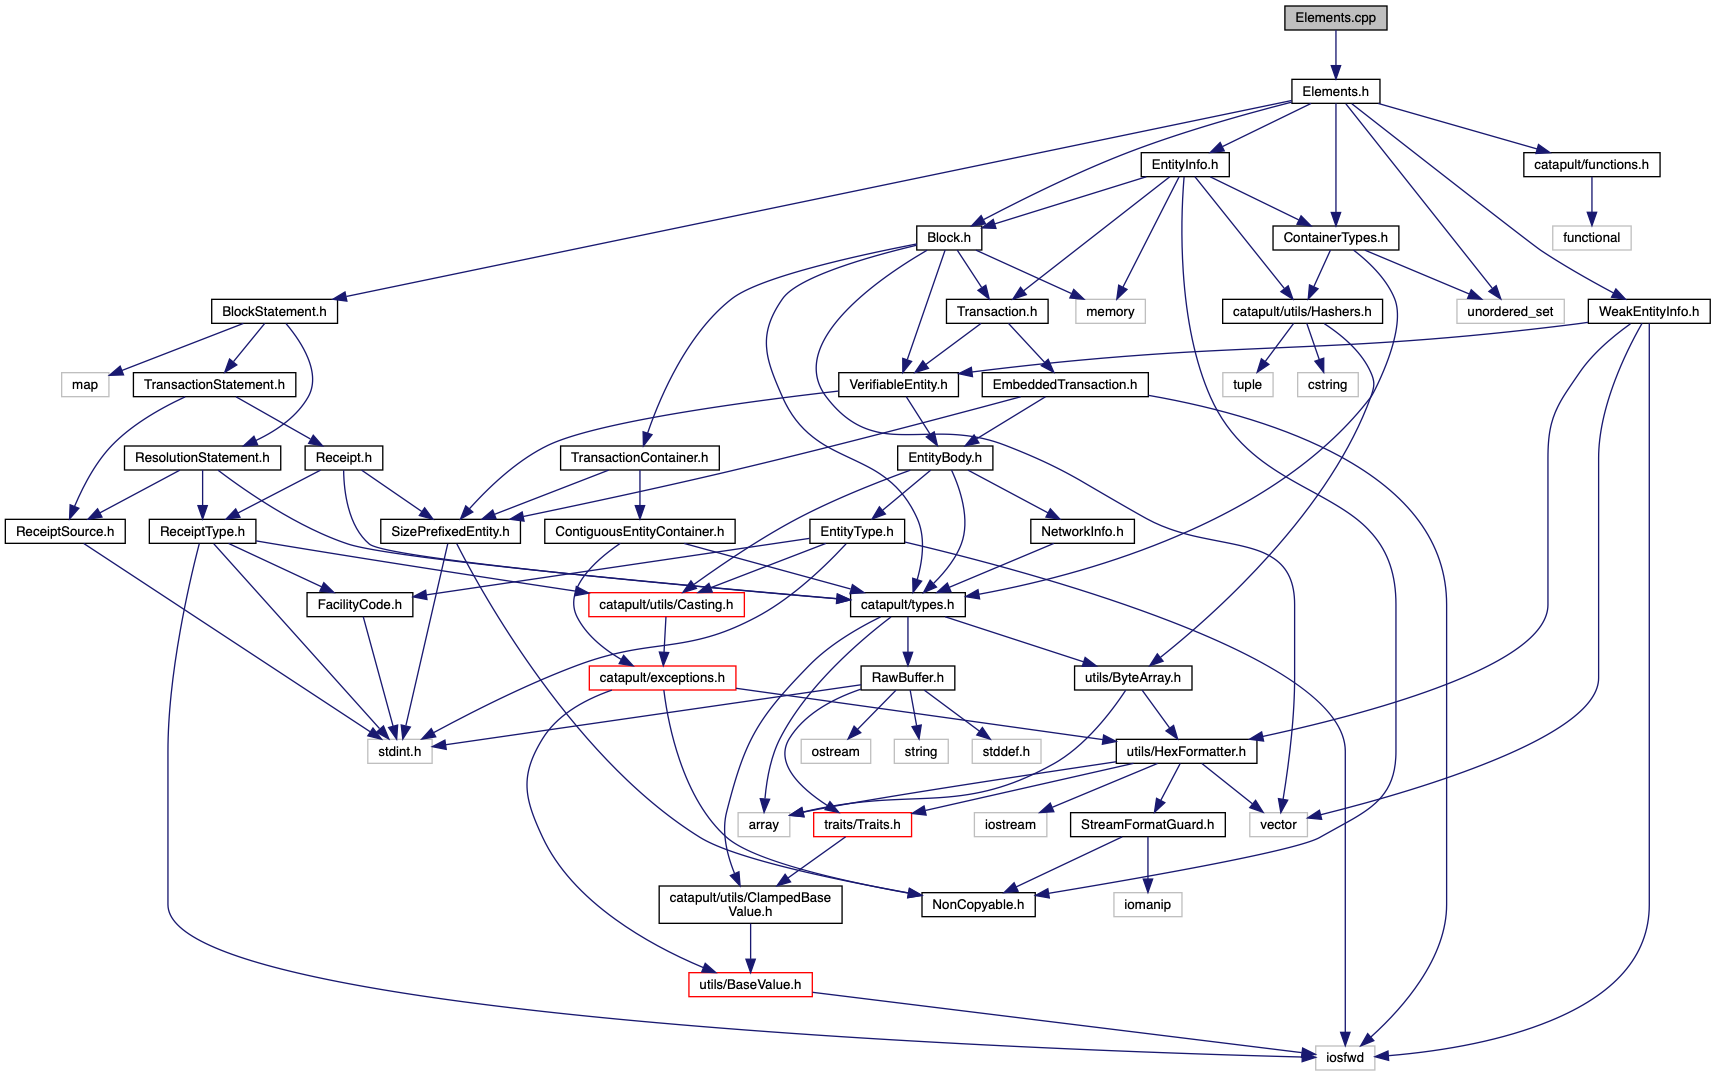 Elements.cpp
Elements.h
EntityInfo.h
catapult/functions.h
Block.h
ContainerTypes.h
functional
BlockStatement.h
Transaction.h
memory
catapult/utils/Hashers.h
unordered_set
WeakEntityInfo.h
map
TransactionStatement.h
VerifiableEntity.h
EmbeddedTransaction.h
tuple
cstring
ResolutionStatement.h
Receipt.h
TransactionContainer.h
EntityBody.h
ReceiptSource.h
ReceiptType.h
SizePrefixedEntity.h
ContiguousEntityContainer.h
EntityType.h
NetworkInfo.h
FacilityCode.h
catapult/utils/Casting.h
catapult/types.h
catapult/exceptions.h
RawBuffer.h
utils/ByteArray.h
stdint.h
ostream
string
stddef.h
utils/HexFormatter.h
array
traits/Traits.h
iostream
StreamFormatGuard.h
vector
catapult/utils/ClampedBase
Value.h
NonCopyable.h
iomanip
utils/BaseValue.h
iosfwd